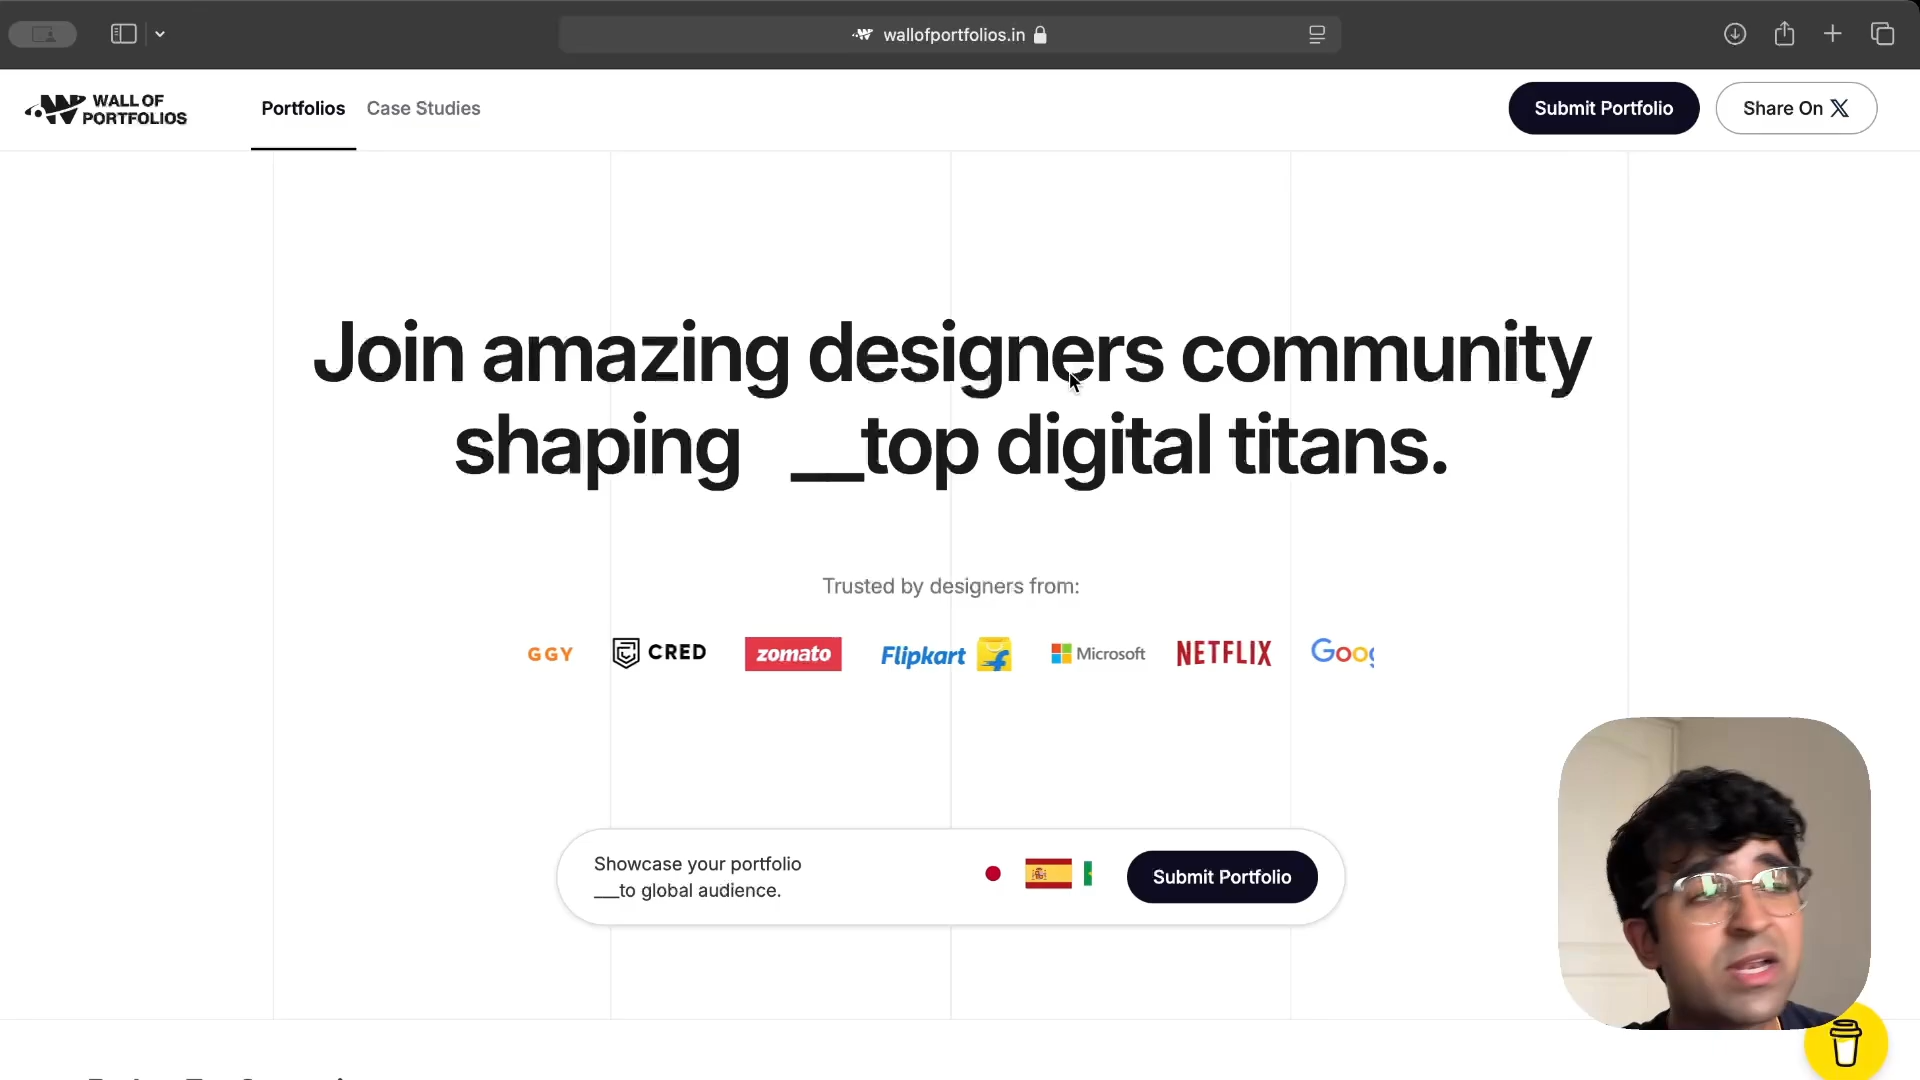 wallofportfolios.in
WALL OF
PORTFOLIOS
Portfolios
Case Studies
Submit Portfolio
Share On X
Join amazing designers community
shaping __top digital titans.
Trusted by designers from:
GGY
CRED
zomato
Flipkart
Microsoft
NETFLIX
Goog
Showcase your portfolio
__to global audience.
Submit Portfolio